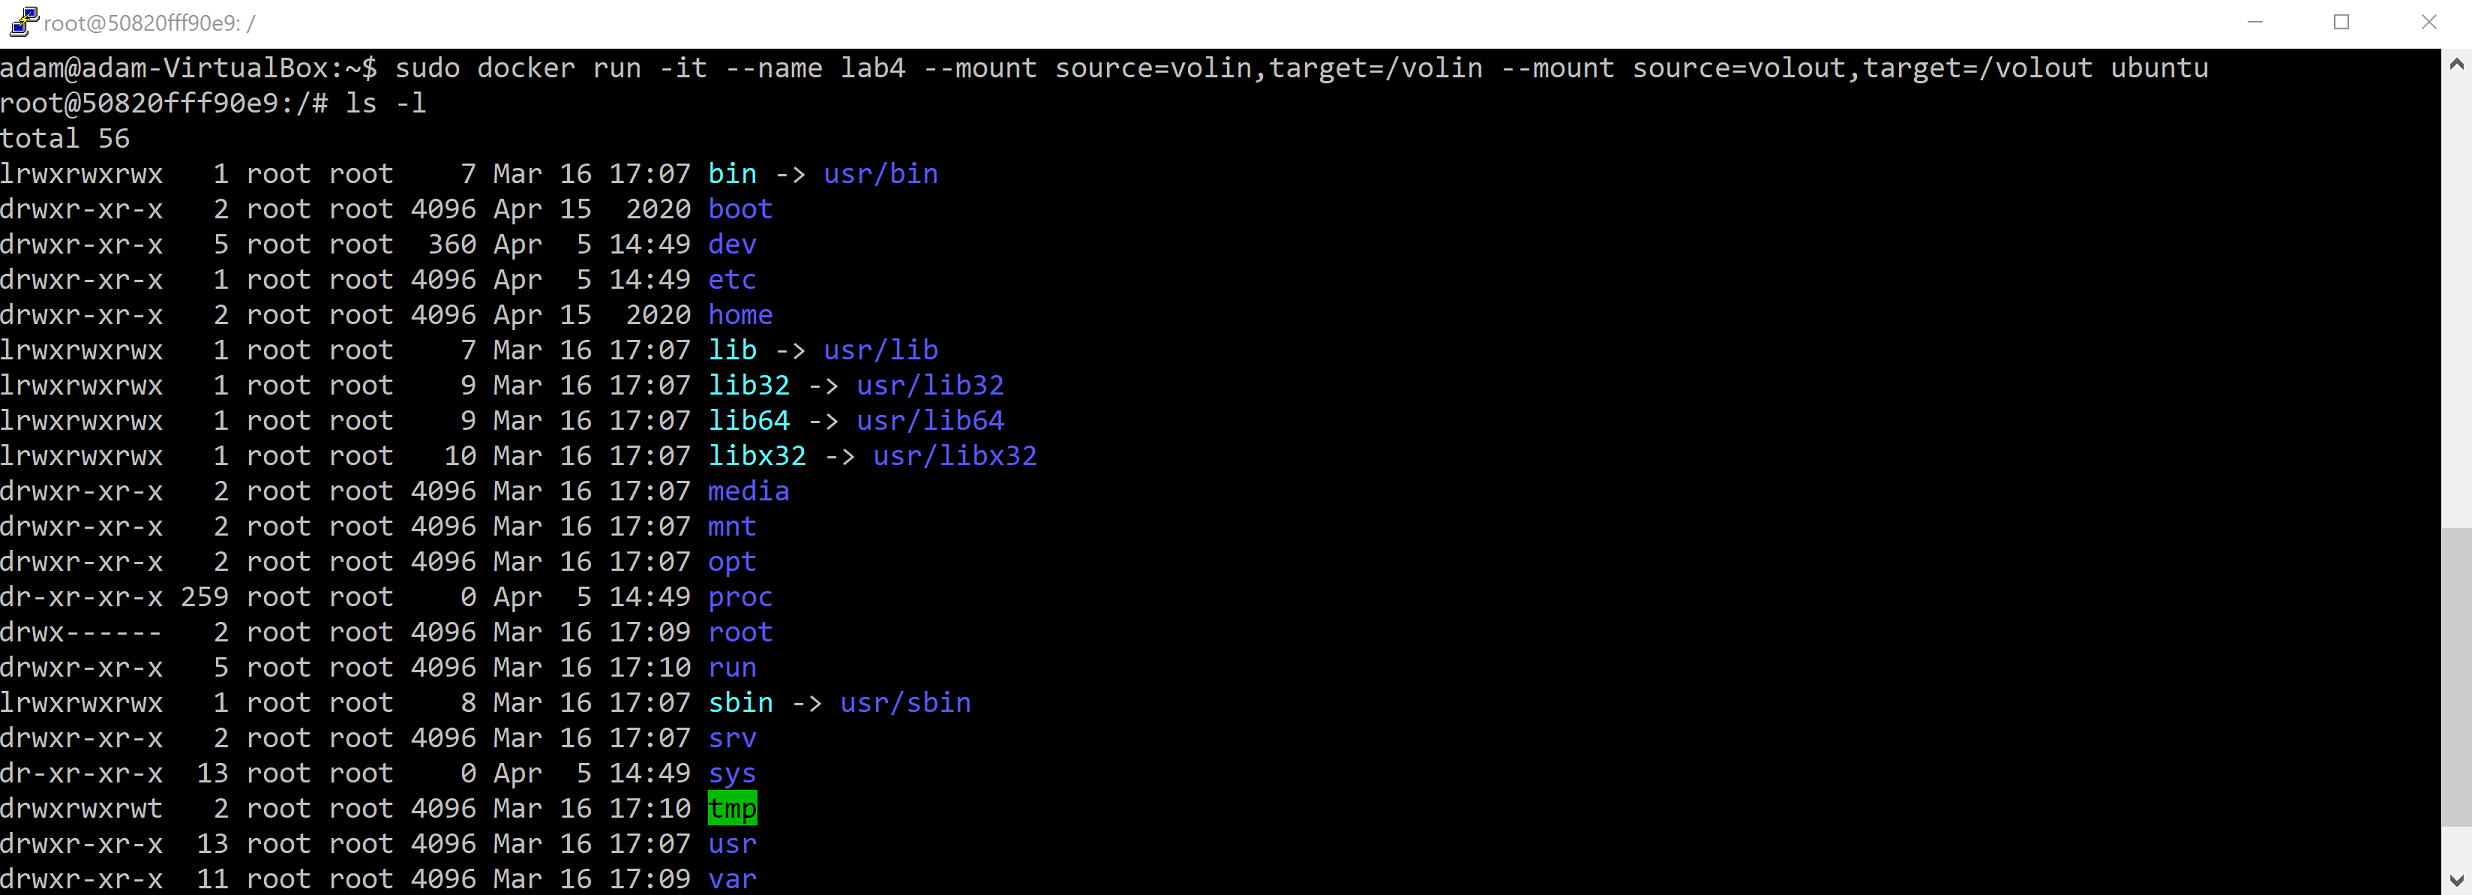 root@50820fff90e9: /
adam@adam-VirtualBox:~$ sudo docker run -it --name lab4 --mount source=volin,target=/volin --mount source=volout,target=/volout ubuntu
root@50820fff90e9:/# ls -l
total 56
lrwxrwxrwx   1 root root    7 Mar 16 17:07 bin -> usr/bin
drwxr-xr-x   2 root root 4096 Apr 15  2020 boot
drwxr-xr-x   5 root root  360 Apr  5 14:49 dev
drwxr-xr-x   1 root root 4096 Apr  5 14:49 etc
drwxr-xr-x   2 root root 4096 Apr 15  2020 home
lrwxrwxrwx   1 root root    7 Mar 16 17:07 lib -> usr/lib
lrwxrwxrwx   1 root root    9 Mar 16 17:07 lib32 -> usr/lib32
lrwxrwxrwx   1 root root    9 Mar 16 17:07 lib64 -> usr/lib64
lrwxrwxrwx   1 root root   10 Mar 16 17:07 libx32 -> usr/libx32
drwxr-xr-x   2 root root 4096 Mar 16 17:07 media
drwxr-xr-x   2 root root 4096 Mar 16 17:07 mnt
drwxr-xr-x   2 root root 4096 Mar 16 17:07 opt
dr-xr-xr-x 259 root root    0 Apr  5 14:49 proc
drwx------   2 root root 4096 Mar 16 17:09 root
drwxr-xr-x   5 root root 4096 Mar 16 17:10 run
lrwxrwxrwx   1 root root    8 Mar 16 17:07 sbin -> usr/sbin
drwxr-xr-x   2 root root 4096 Mar 16 17:07 srv
dr-xr-xr-x  13 root root    0 Apr  5 14:49 sys
drwxrwxrwt   2 root root 4096 Mar 16 17:10 tmp
drwxr-xr-x  13 root root 4096 Mar 16 17:07 usr
drwxr-xr-x  11 root root 4096 Mar 16 17:09 var